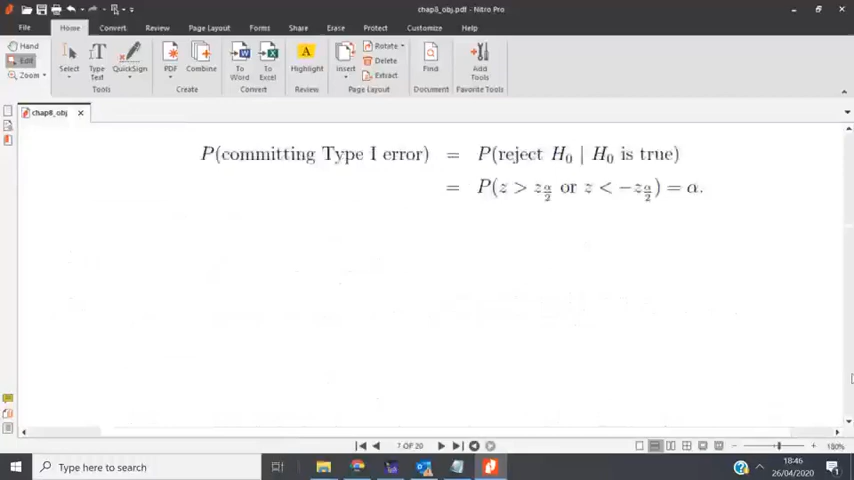 chap8_obj.pdf - Nitro Pro
File Home Convert Review Page Layout Forms Share Erase Protect Customize Help
Hand
Edit
Zoom
Select
Type Text
QuickSign
Tools
PDF
Combine
Create
To Word
To Excel
Convert
A
Highlight
Review
Insert
Rotate
Delete
Extract
Page Layout
Find
Document
Add Tools
Favorite Tools
chap8_obj
P(committing Type I error) = P(reject H₀ | H₀ is true)
= P(z > z_{α/2} or z < −z_{α/2}) = α.
7 OF 20
180%
Type here to search
18:46
26/04/2020